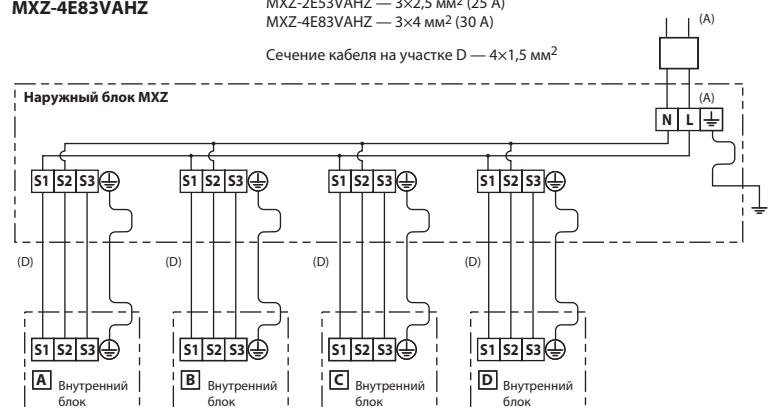 MXZ-2E53VAHZ — 3×2,5 мм² (25 А)
MXZ-4E83VAHZ
MXZ-4E83VAHZ — 3×4 мм² (30 А)
Сечение кабеля на участке D — 4×1,5 мм²
(A)
Наружный блок MXZ
(A)
N L
S1 S2 S3 S1 S2 S3 S1 S2 S3 S1 S2 S3
(D) (D) (D) (D)
S1 S2 S3 S1 S2 S3 S1 S2 S3 S1 S2 S3
A Внутренний B Внутренний C Внутренний D Внутренний
блок блок блок блок